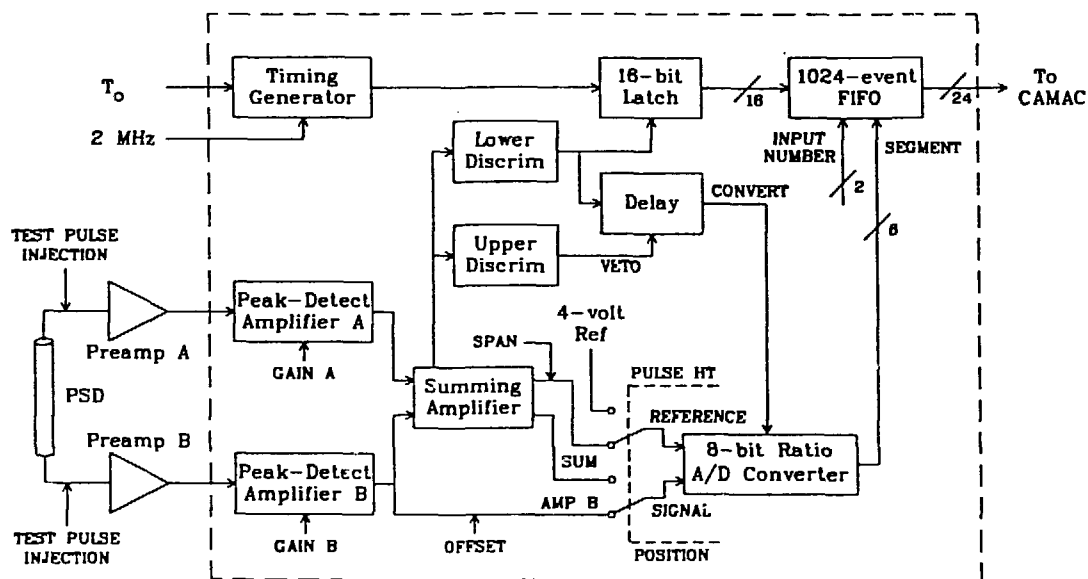 T₀
2 MHz
Timing
Generator
16-bit
Latch
16
1024-event
FIFO
24
To
CAMAC
INPUT
NUMBER
2
SEGMENT
6
Lower
Discrim
Upper
Discrim
VETO
Delay
CONVERT
TEST PULSE
INJECTION
Preamp A
PSD
Preamp B
TEST PULSE
INJECTION
Peak-Detect
Amplifier A
GAIN A
Peak-Detect
Amplifier B
GAIN B
Summing
Amplifier
SPAN
4-volt
Ref
PULSE HT
REFERENCE
SUM
AMP B
SIGNAL
8-bit Ratio
A/D Converter
OFFSET
POSITION